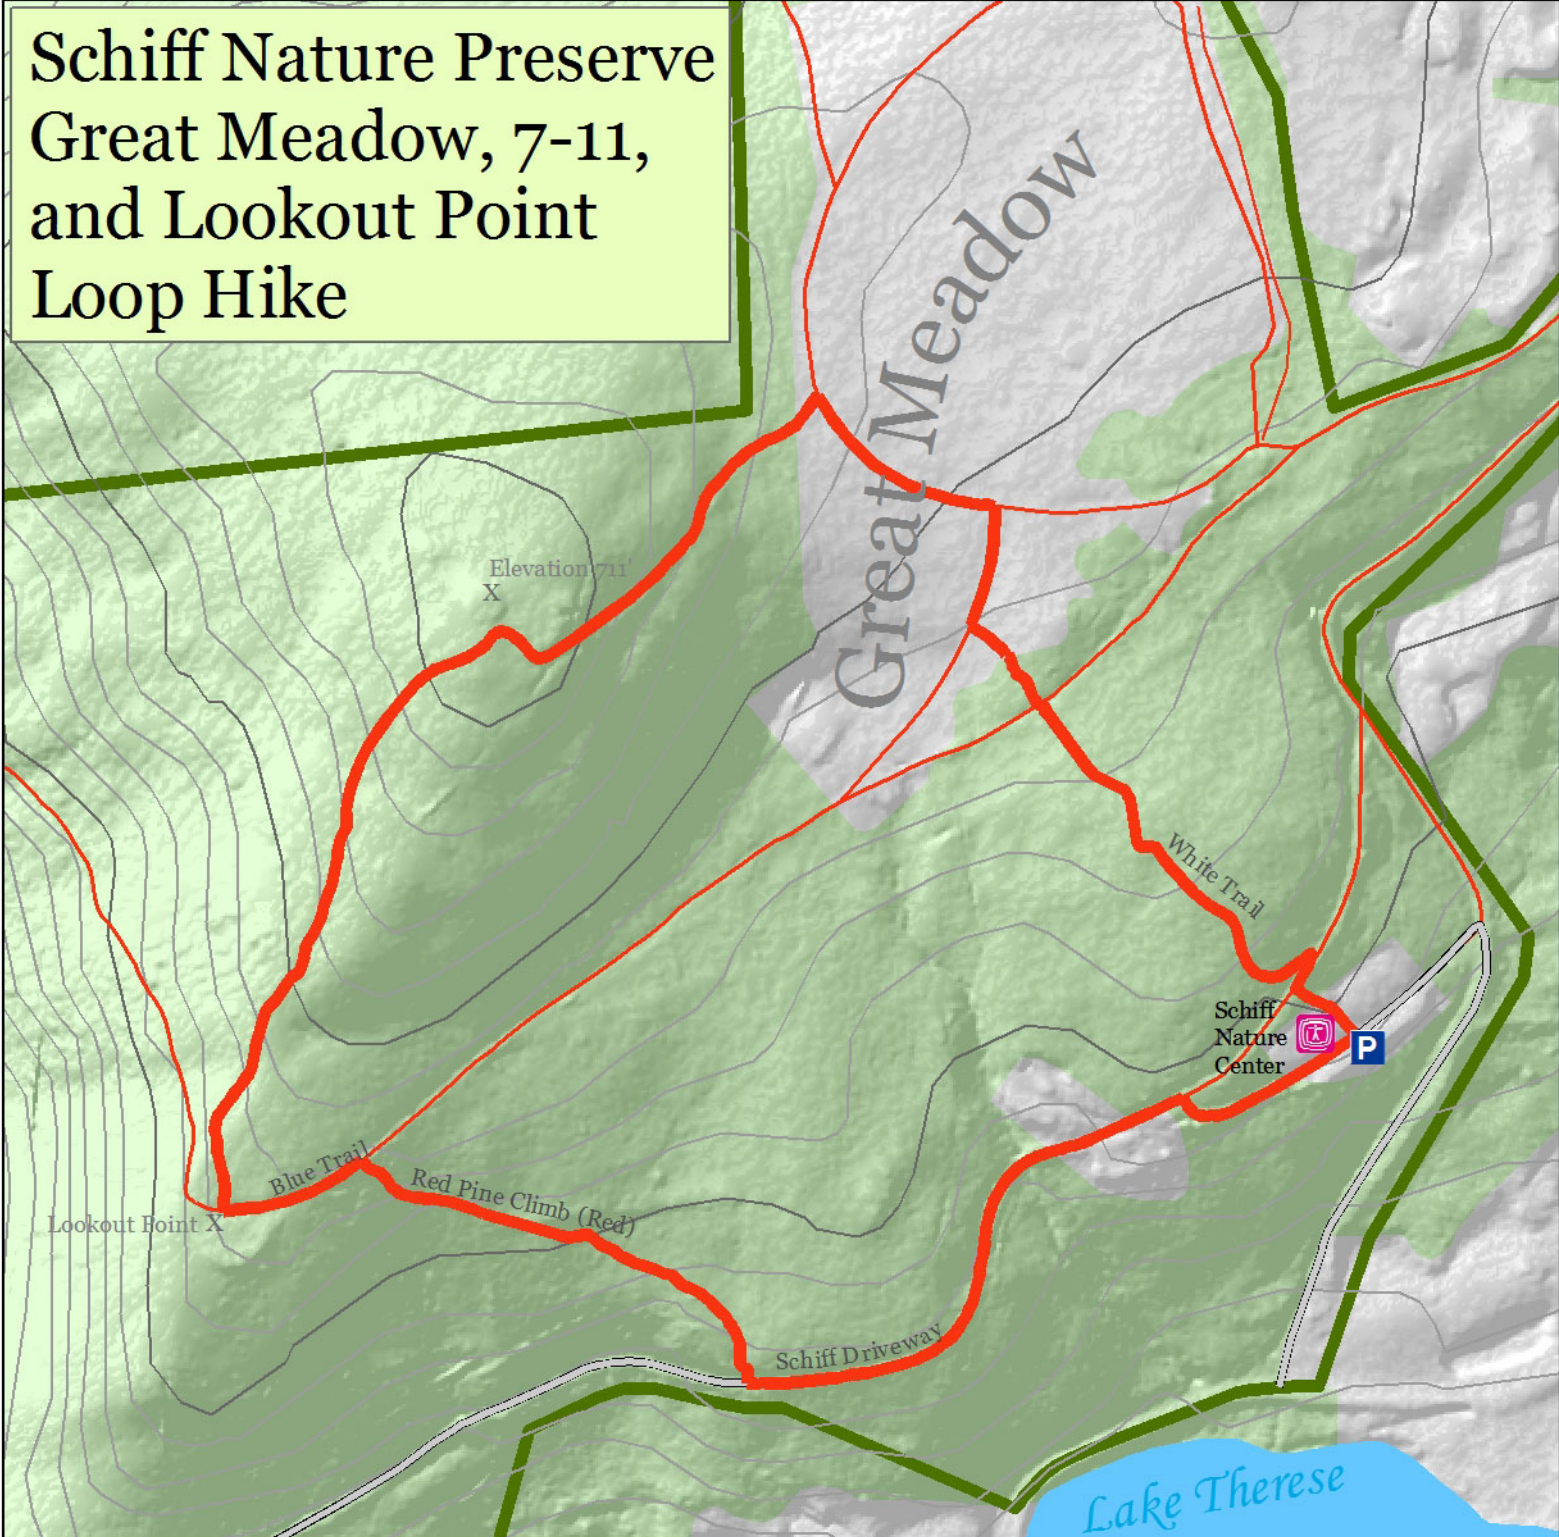 Schiff Nature Preserve
Great Meadow, 7-11,
and Lookout Point
Loop Hike
Great Meadow
Elevation 711'
X
White Trail
Schiff
Nature
Center
P
Blue Trail
Red Pine Climb (Red)
Lookout Point X
Schiff Driveway
Lake Therese